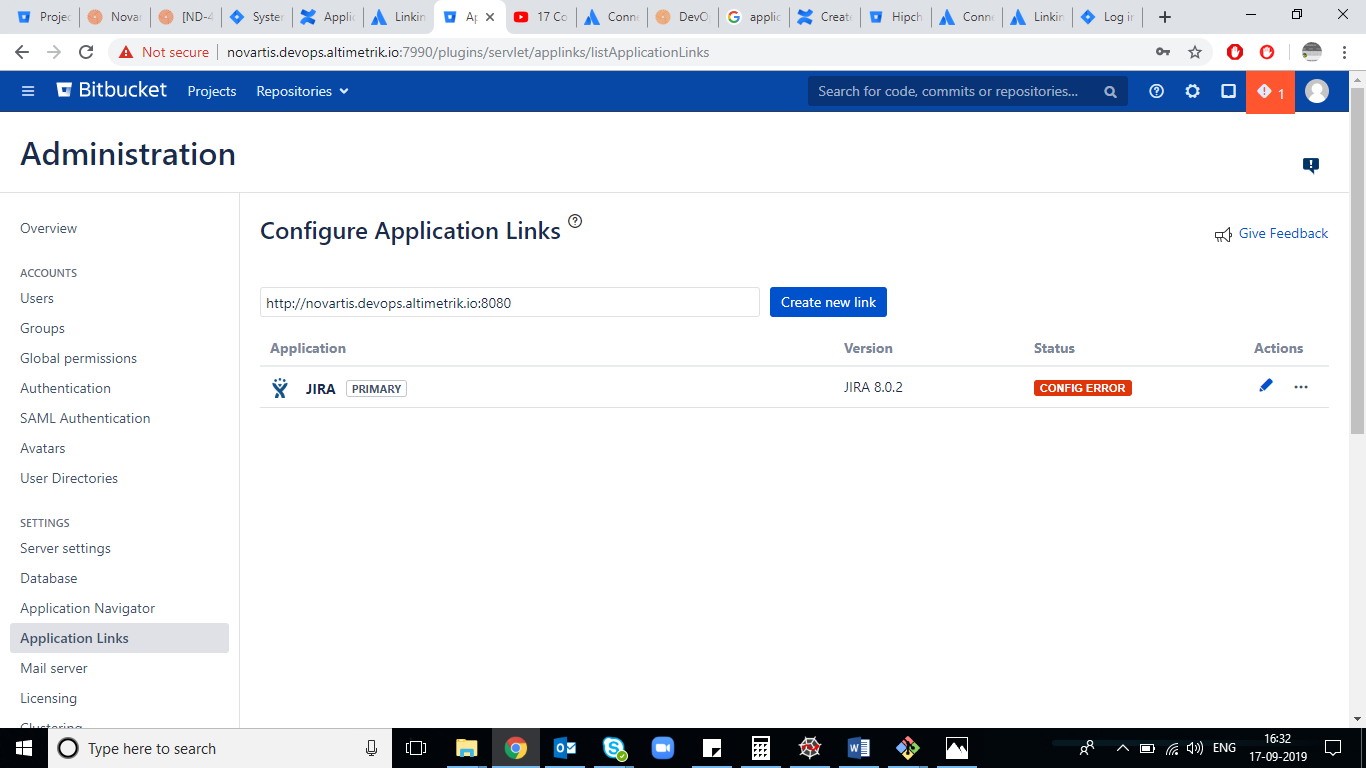 Projec
Novar
[ND-4
Syster
Applic
Linkin
Ap
17 Co
Conne
DevO
applic
Create
Hipch
Conne
Linkin
Log in
Not secure
novartis.devops.altimetrik.io:7990/plugins/servlet/applinks/listApplicationLinks
Bitbucket
Projects
Repositories
Search for code, commits or repositories...
1
Administration
Overview
ACCOUNTS
Users
Groups
Global permissions
Authentication
SAML Authentication
Avatars
User Directories
SETTINGS
Server settings
Database
Application Navigator
Application Links
Mail server
Licensing
Clustering
Configure Application Links
Give Feedback
http://novartis.devops.altimetrik.io:8080
Create new link
Application Version Status Actions
JIRA PRIMARY JIRA 8.0.2 CONFIG ERROR
Type here to search
ENG
16:32
17-09-2019